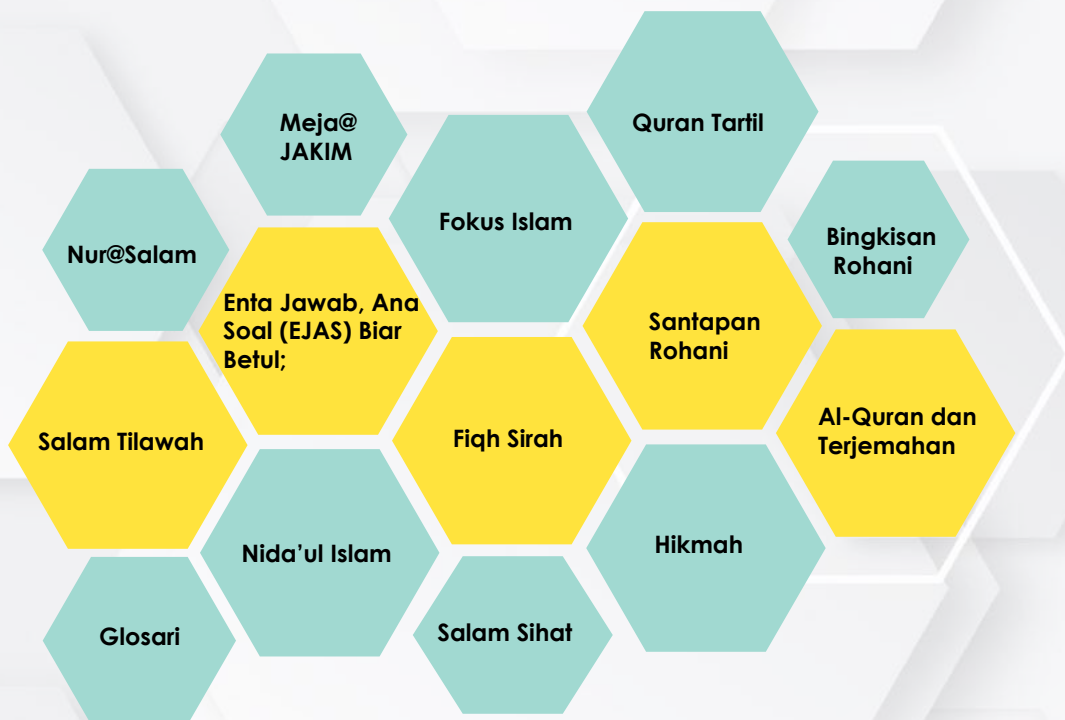 Meja@
JAKIM
Quran Tartil
Fokus Islam
Nur@Salam
Bingkisan
Rohani
Enta Jawab, Ana
Soal (EJAS) Biar
Betul;
Santapan
Rohani
Salam Tilawah
Fiqh Sirah
Al-Quran dan
Terjemahan
Nida’ul Islam
Hikmah
Glosari
Salam Sihat